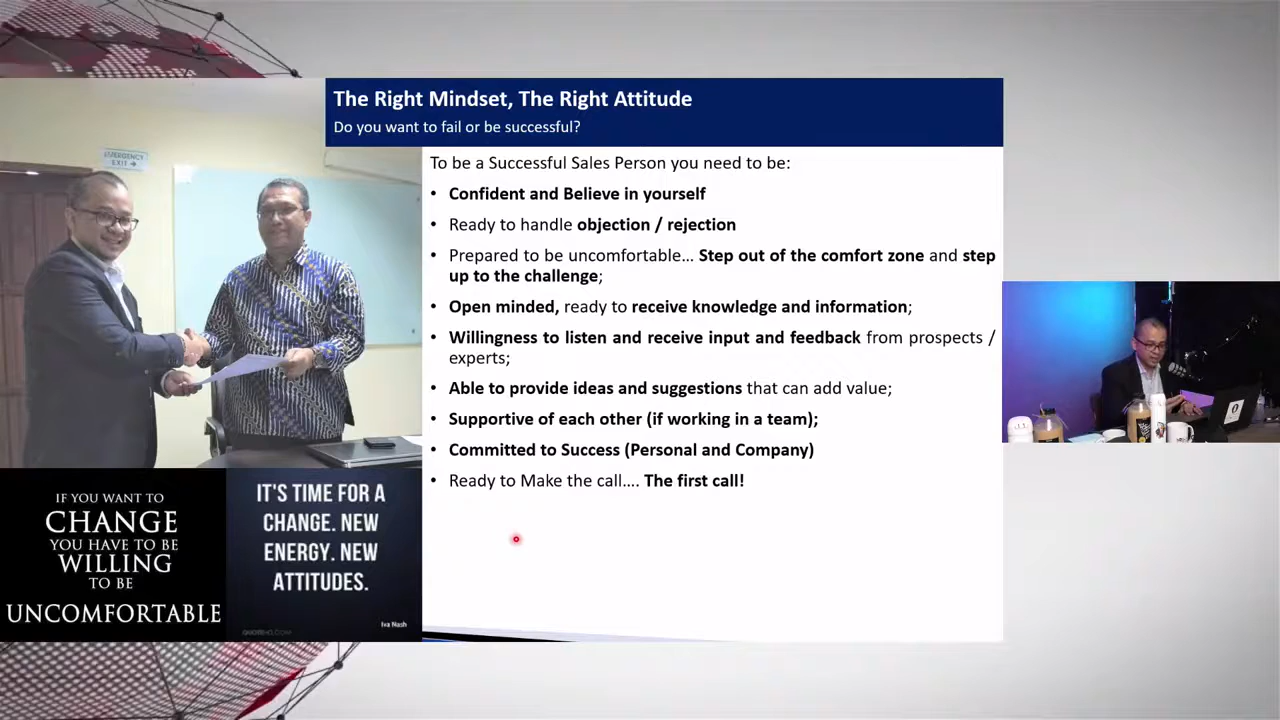 The Right Mindset, The Right Attitude
Do you want to fail or be successful?
EMERGENCY
EXIT →
To be a Successful Sales Person you need to be:
• Confident and Believe in yourself
• Ready to handle objection / rejection
• Prepared to be uncomfortable... Step out of the comfort zone and step
up to the challenge;
• Open minded, ready to receive knowledge and information;
• Willingness to listen and receive input and feedback from prospects /
experts;
• Able to provide ideas and suggestions that can add value;
• Supportive of each other (if working in a team);
• Committed to Success (Personal and Company)
• Ready to Make the call.... The first call!
IF YOU WANT TO
CHANGE
YOU HAVE TO BE
WILLING
TO BE
UNCOMFORTABLE
IT'S TIME FOR A
CHANGE. NEW
ENERGY. NEW
ATTITUDES.
Iva Nash